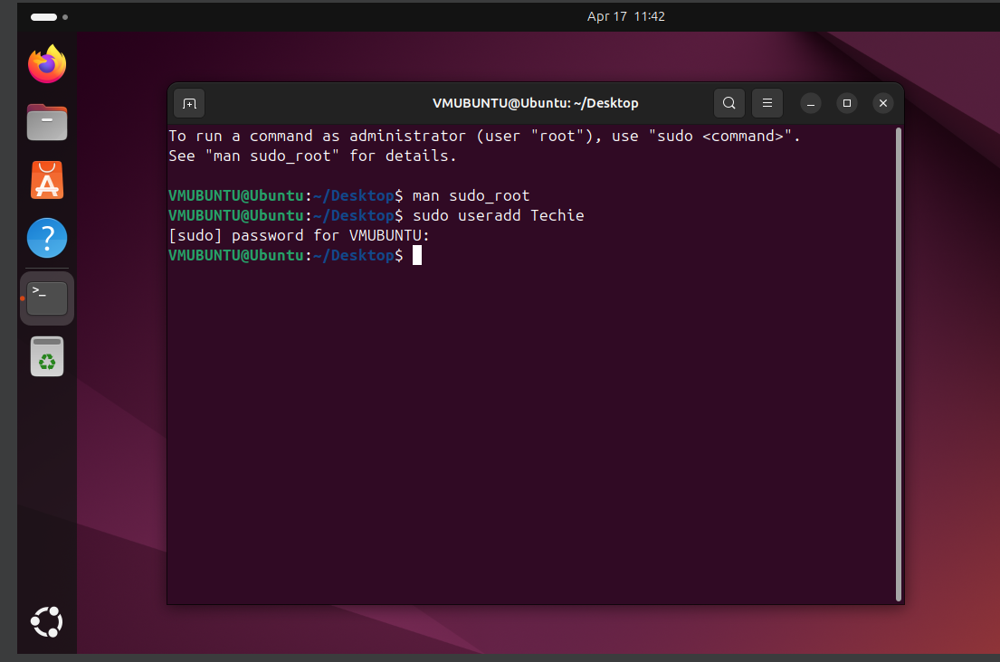 Apr 17 11:42
VMUBUNTU@Ubuntu: ~/Desktop
To run a command as administrator (user "root"), use "sudo <command>".
See "man sudo_root" for details.
VMUBUNTU@Ubuntu:~/Desktop$ man sudo_root
VMUBUNTU@Ubuntu:~/Desktop$ sudo useradd Techie
[sudo] password for VMUBUNTU:
VMUBUNTU@Ubuntu:~/Desktop$